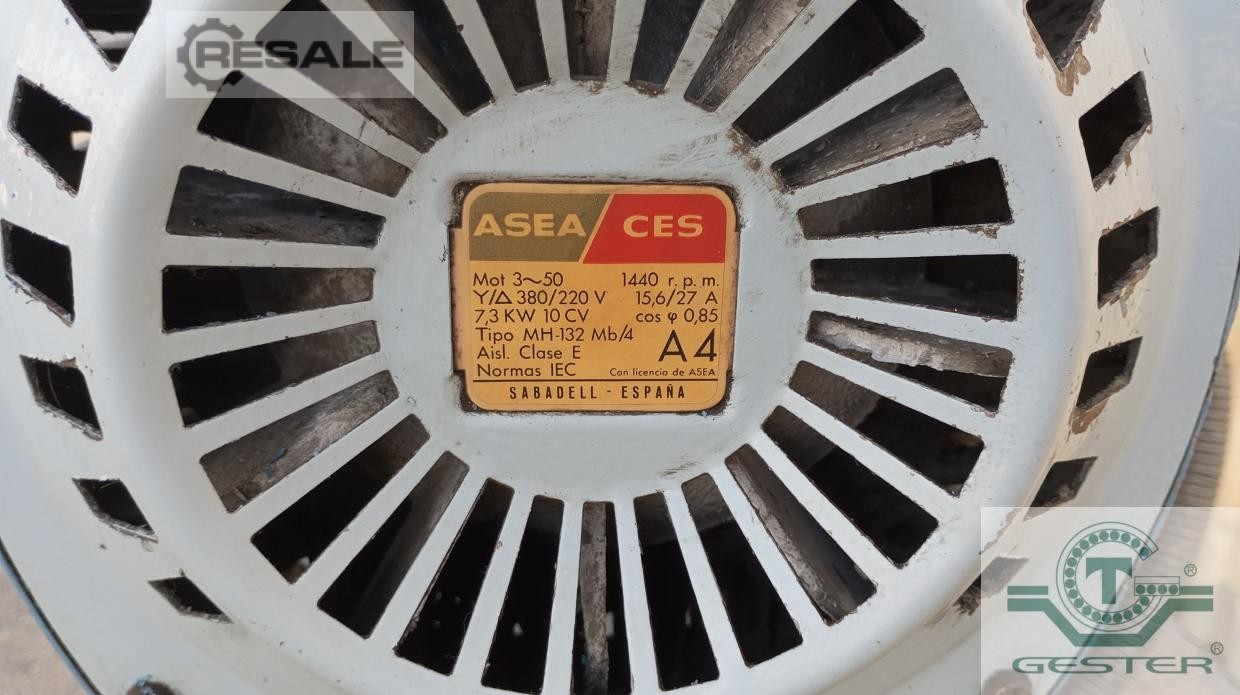 RESALE
ASEA CES
Mot 3~50 1440 r. p. m.
Y/Δ 380/220 V 15,6/27 A
7,3 KW 10 CV cos φ 0,85
Tipo MH-132 Mb/4
Aisl. Clase E A4
Normas IEC Con licencia de ASEA
SABADELL - ESPAÑA
GT ®
GESTER ®